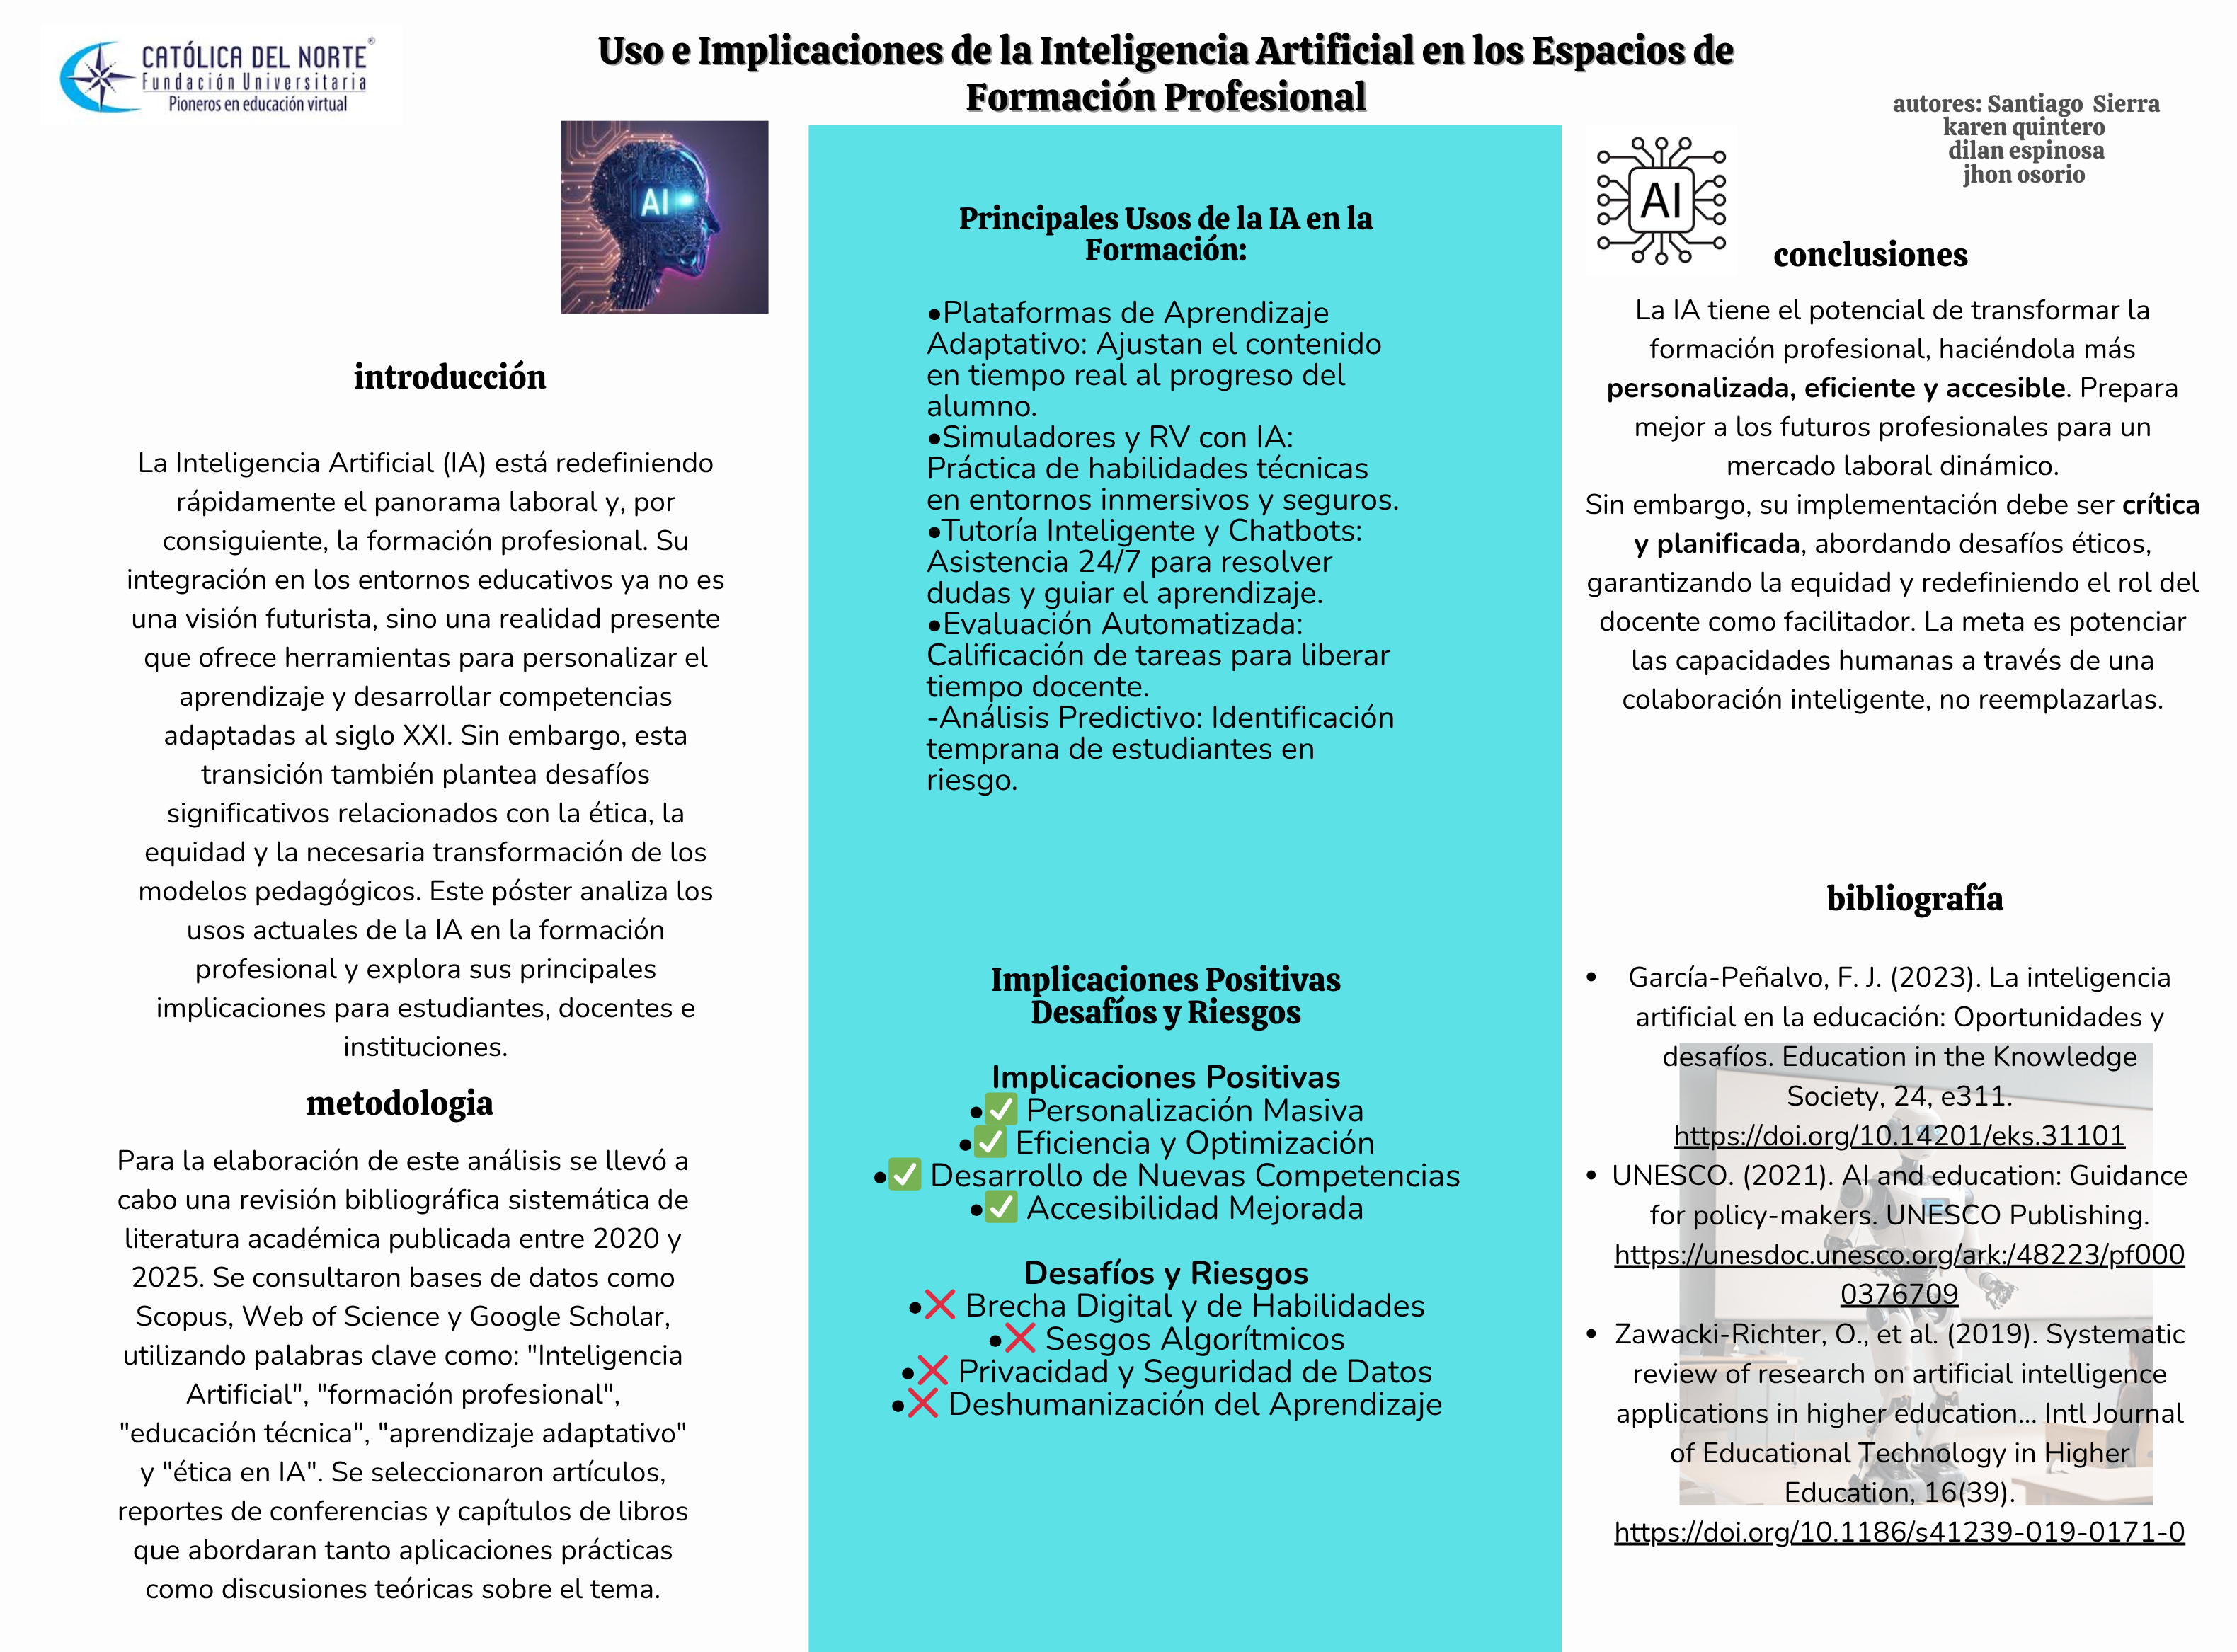 CATÓLICA DEL NORTE®
Fundación Universitaria
Pioneros en educación virtual
Uso e Implicaciones de la Inteligencia Artificial en los Espacios de
Formación Profesional
autores: Santiago Sierra
karen quintero
dilan espinosa
jhon osorio
AI
introducción
La Inteligencia Artificial (IA) está redefiniendo
rápidamente el panorama laboral y, por
consiguiente, la formación profesional. Su
integración en los entornos educativos ya no es
una visión futurista, sino una realidad presente
que ofrece herramientas para personalizar el
aprendizaje y desarrollar competencias
adaptadas al siglo XXI. Sin embargo, esta
transición también plantea desafíos
significativos relacionados con la ética, la
equidad y la necesaria transformación de los
modelos pedagógicos. Este póster analiza los
usos actuales de la IA en la formación
profesional y explora sus principales
implicaciones para estudiantes, docentes e
instituciones.
metodologia
Para la elaboración de este análisis se llevó a
cabo una revisión bibliográfica sistemática de
literatura académica publicada entre 2020 y
2025. Se consultaron bases de datos como
Scopus, Web of Science y Google Scholar,
utilizando palabras clave como: "Inteligencia
Artificial", "formación profesional",
"educación técnica", "aprendizaje adaptativo"
y "ética en IA". Se seleccionaron artículos,
reportes de conferencias y capítulos de libros
que abordaran tanto aplicaciones prácticas
como discusiones teóricas sobre el tema.
Principales Usos de la IA en la
Formación:
•Plataformas de Aprendizaje
Adaptativo: Ajustan el contenido
en tiempo real al progreso del
alumno.
•Simuladores y RV con IA:
Práctica de habilidades técnicas
en entornos inmersivos y seguros.
•Tutoría Inteligente y Chatbots:
Asistencia 24/7 para resolver
dudas y guiar el aprendizaje.
•Evaluación Automatizada:
Calificación de tareas para liberar
tiempo docente.
-Análisis Predictivo: Identificación
temprana de estudiantes en
riesgo.
Implicaciones Positivas
Desafíos y Riesgos
Implicaciones Positivas
•✅ Personalización Masiva
•✅ Eficiencia y Optimización
•✅ Desarrollo de Nuevas Competencias
•✅ Accesibilidad Mejorada
Desafíos y Riesgos
•❌ Brecha Digital y de Habilidades
•❌ Sesgos Algorítmicos
•❌ Privacidad y Seguridad de Datos
•❌ Deshumanización del Aprendizaje
AI
conclusiones
La IA tiene el potencial de transformar la
formación profesional, haciéndola más
personalizada, eficiente y accesible. Prepara
mejor a los futuros profesionales para un
mercado laboral dinámico.
Sin embargo, su implementación debe ser crítica
y planificada, abordando desafíos éticos,
garantizando la equidad y redefiniendo el rol del
docente como facilitador. La meta es potenciar
las capacidades humanas a través de una
colaboración inteligente, no reemplazarlas.
bibliografía
• García-Peñalvo, F. J. (2023). La inteligencia
artificial en la educación: Oportunidades y
desafíos. Education in the Knowledge
Society, 24, e311.
https://doi.org/10.14201/eks.31101
• UNESCO. (2021). AI and education: Guidance
for policy-makers. UNESCO Publishing.
https://unesdoc.unesco.org/ark:/48223/pf000
0376709
• Zawacki-Richter, O., et al. (2019). Systematic
review of research on artificial intelligence
applications in higher education... Intl Journal
of Educational Technology in Higher
Education, 16(39).
https://doi.org/10.1186/s41239-019-0171-0